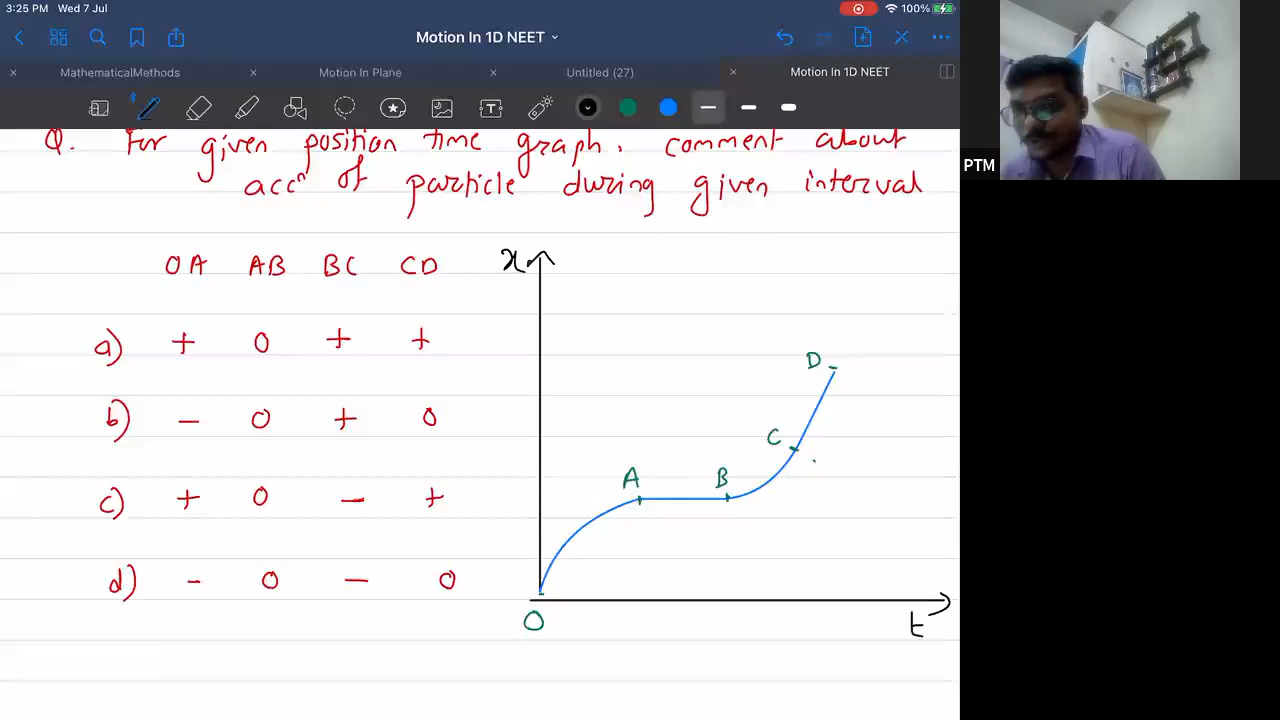 3:25 PM Wed 7 Jul
100%
Motion In 1D NEET
MathematicalMethods
Motion In Plane
Untitled (27)
Motion In 1D NEET
Q. For given position time graph. comment about
accn of particle during given interval
OA AB BC CD
a) + 0 + +
b) - 0 + 0
c) + 0 - +
d) - 0 - 0
x
D
C
A
B
O
t
PTM